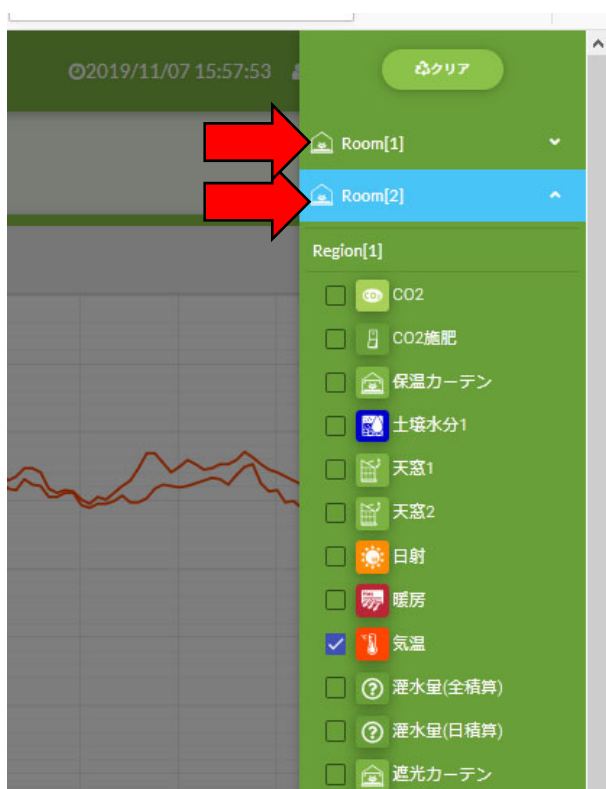 2019/11/07 15:57:53
クリア
Room[1]
Room[2]
Region[1]
CO2
CO2施肥
保温カーテン
土壌水分1
天窓1
天窓2
日射
暖房
気温
灌水量(全積算)
灌水量(日積算)
遮光カーテン